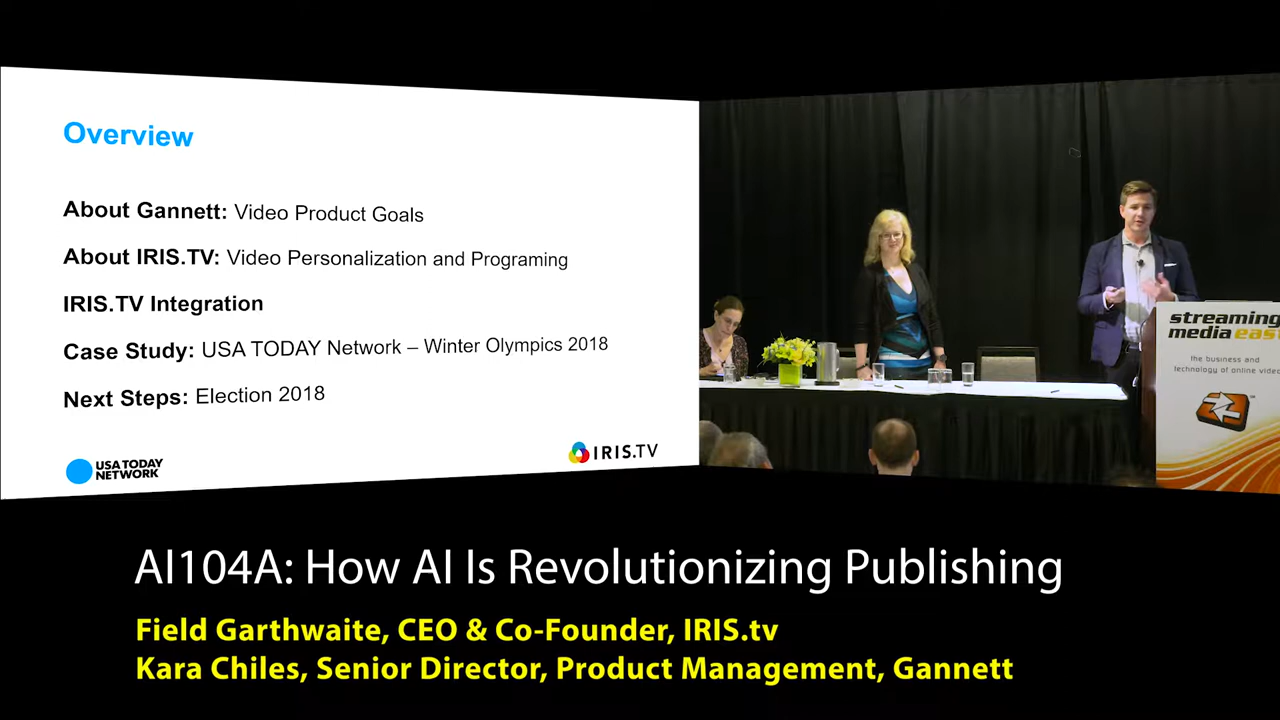 Overview
About Gannett: Video Product Goals
About IRIS.TV: Video Personalization and Programing
IRIS.TV Integration
Case Study: USA TODAY Network – Winter Olympics 2018
Next Steps: Election 2018
USA TODAY
NETWORK
IRIS.TV
streaming
media east
the business and
technology of online video
AI104A: How AI Is Revolutionizing Publishing
Field Garthwaite, CEO & Co-Founder, IRIS.tv
Kara Chiles, Senior Director, Product Management, Gannett